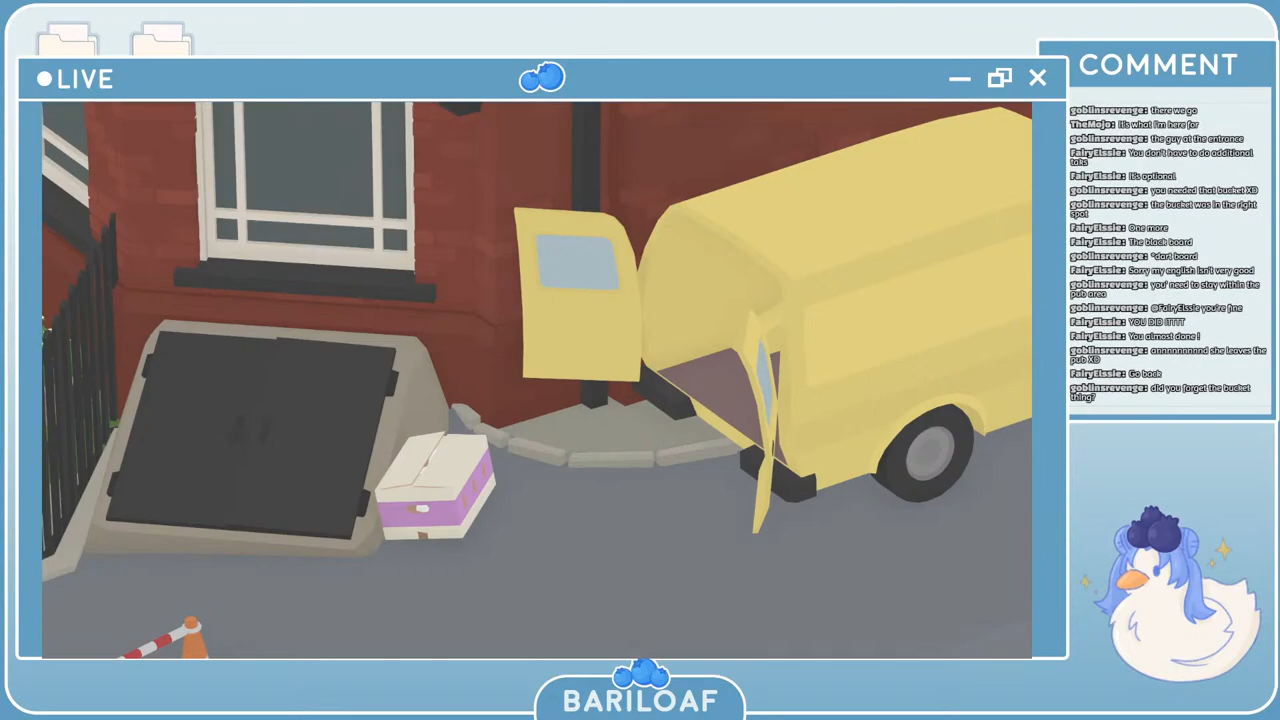 LIVE
COMMENT
goblinsrevenge: there we go
TheMojo: It's what I'm here for
goblinsrevenge: the guy at the entrance
FairyElssie: You don't have to do additional
taks
FairyElssie: It's optional
goblinsrevenge: you needed that bucket XD
goblinsrevenge: the bucket was in the right
spot
FairyElssie: One more
FairyElssie: The black board
FairyElssie: *dart board
FairyElssie: Sorry my english isn't very good
goblinsrevenge: you' need to stay within the
pub area
goblinsrevenge: @FairyElssie you're fine
FairyElssie: YOU DID ITTTT
FairyElssie: You almost done !
goblinsrevenge: annnnnnnnnd she leaves the
pub XD
FairyElssie: Go back
goblinsrevenge: did you forget the bucket
thing?
BARILOAF